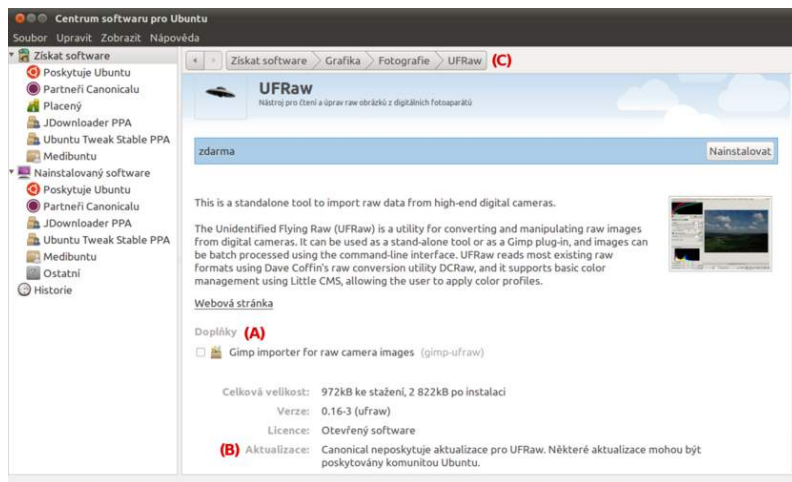 Centrum softwaru pro Ubuntu
Soubor Upravit Zobrazit Nápověda
Získat software
Poskytuje Ubuntu
Partneři Canonicalu
Placený
JDownloader PPA
Ubuntu Tweak Stable PPA
Medibuntu
Nainstalovaný software
Poskytuje Ubuntu
Partneři Canonicalu
JDownloader PPA
Ubuntu Tweak Stable PPA
Medibuntu
Ostatní
Historie
Získat software Grafika Fotografie UFRaw (C)
UFRaw
Nástroj pro čtení a úprav raw obrázků z digitálních fotoaparátů
zdarma Nainstalovat
This is a standalone tool to import raw data from high-end digital cameras.
The Unidentified Flying Raw (UFRaw) is a utility for converting and manipulating raw images
from digital cameras. It can be used as a stand-alone tool or as a Gimp plug-in, and images can
be batch processed using the command-line interface. UFRaw reads most existing raw
formats using Dave Coffin's raw conversion utility DCRaw, and it supports basic color
management using Little CMS, allowing the user to apply color profiles.
Webová stránka
Doplňky (A)
Gimp importer for raw camera images (gimp-ufraw)
Celková velikost: 972kB ke stažení, 2 822kB po instalaci
Verze: 0.16-3 (ufraw)
Licence: Otevřený software
(B) Aktualizace: Canonical neposkytuje aktualizace pro UFRaw. Některé aktualizace mohou být
poskytovány komunitou Ubuntu.